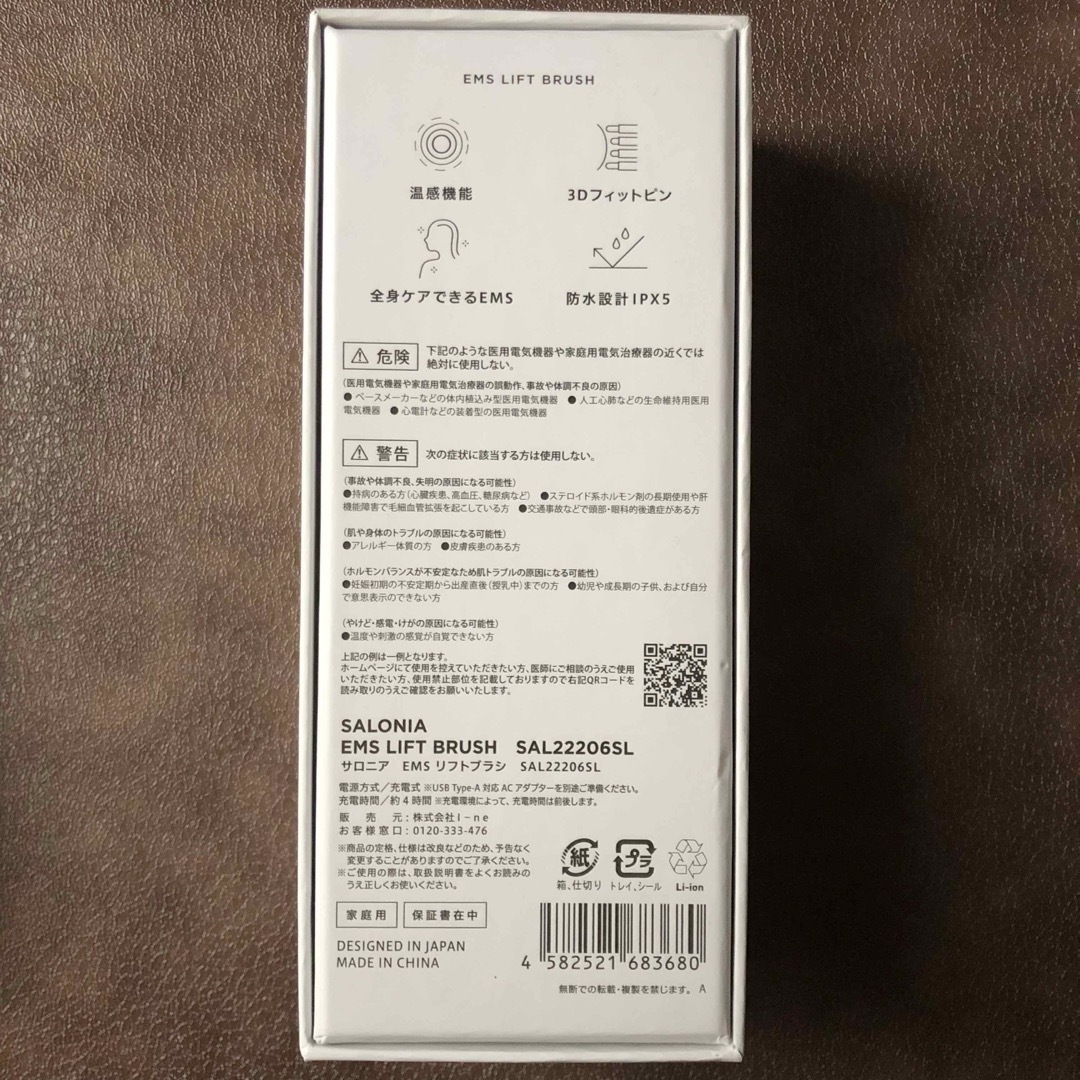 EMS LIFT BRUSH
温感機能
3Dフィットピン
全身ケアできるEMS
防水設計IPX5
危険 下記のような医用電気機器や家庭用電気治療器の近くでは
絶対に使用しない。
(医用電気機器や家庭用電気治療器の誤動作、事故や体調不良の原因)
● ペースメーカーなどの体内植込み型医用電気機器 ● 人工心肺などの生命維持用医用
電気機器 ● 心電計などの装着型の医用電気機器
警告 次の症状に該当する方は使用しない。
(事故や体調不良、失明の原因になる可能性)
●持病のある方(心臓疾患、高血圧、糖尿病など) ●ステロイド系ホルモン剤の長期使用や肝
機能障害で毛細血管拡張を起こしている方 ●交通事故などで頭部・眼科的後遺症がある方
(肌や身体のトラブルの原因になる可能性)
●アレルギー体質の方 ●皮膚疾患のある方
(ホルモンバランスが不安定なため肌トラブルの原因になる可能性)
●妊娠初期の不安定期から出産直後(授乳中)までの方 ●幼児や成長期の子供、および自分
で意思表示のできない方
(やけど・感電・けがの原因になる可能性)
●温度や刺激の感覚が自覚できない方
上記の例は一例となります。
ホームページにて使用を控えていただきたい方、医師にご相談のうえご使用
いただきたい方、使用禁止部位を記載しておりますので右記QRコードを
読み取りのうえご確認をお願いいたします。
SALONIA
EMS LIFT BRUSH SAL22206SL
サロニア EMS リフトブラシ SAL22206SL
電源方式/充電式 ※USB Type-A 対応 AC アダプターを別途ご準備ください。
充電時間/約4時間 ※充電環境によって、充電時間は前後します。
販売元:株式会社I-ne
お客様窓口:0120-333-476
※商品の定格、仕様は改良などのため、予告なく
変更することがありますのでご了承ください。
※ご使用の際は、取扱説明書をよくお読みの
うえ正しくお使いください。
紙 プラ
箱、仕切り トレイ、シール Li-ion
家庭用 保証書在中
DESIGNED IN JAPAN
MADE IN CHINA
4 582521 683680
無断での転載・複製を禁じます。 A